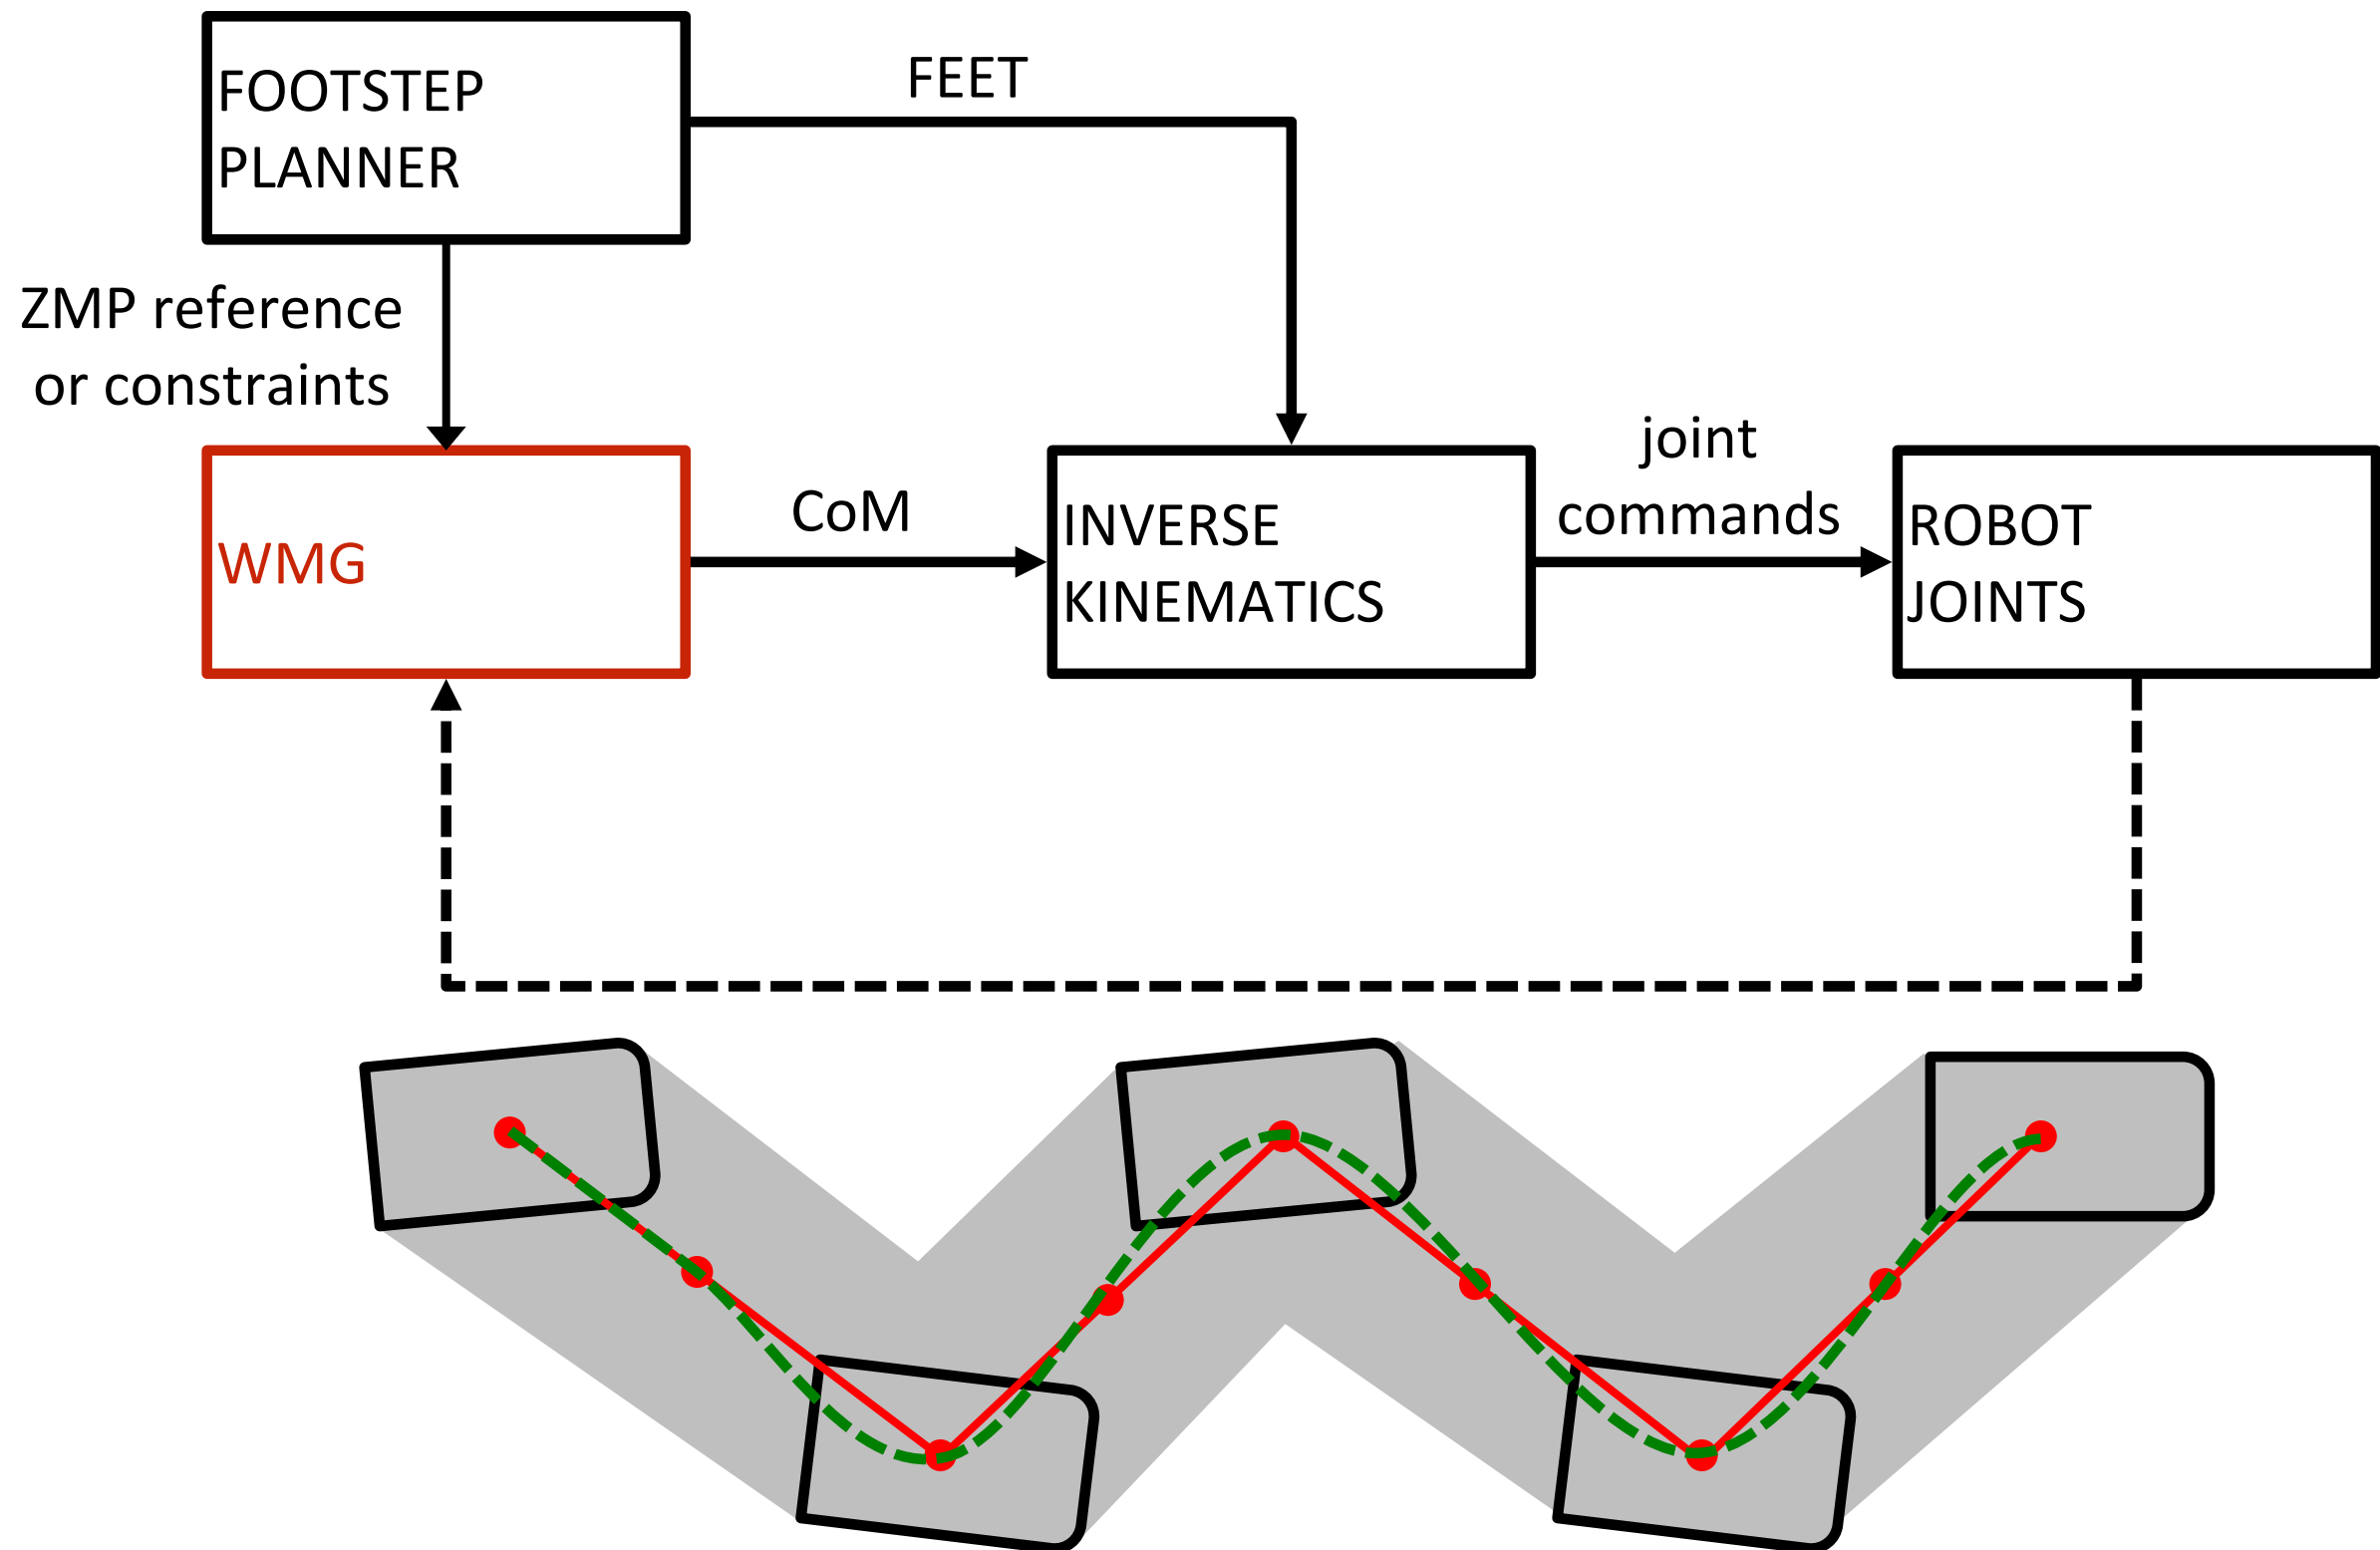 FOOTSTEP
PLANNER
FEET
ZMP reference
or constraints
WMG
CoM
INVERSE
KINEMATICS
joint
commands
ROBOT
JOINTS